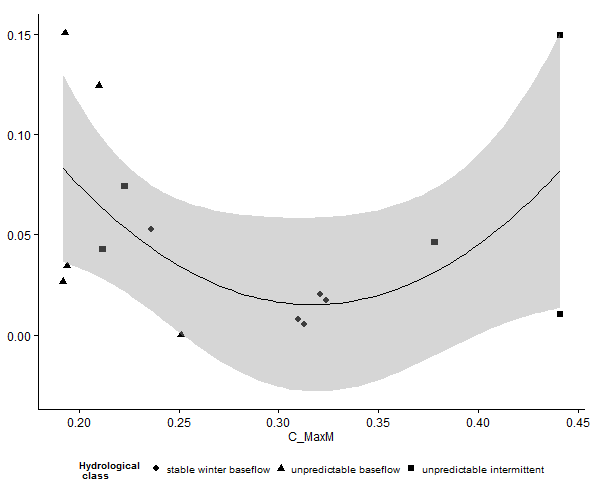 0.15
0.10
0.05
0.00
0.20 0.25 0.30 0.35 0.40 0.45
C_MaxM
Hydrological class stable winter baseflow unpredictable baseflow unpredictable intermittent